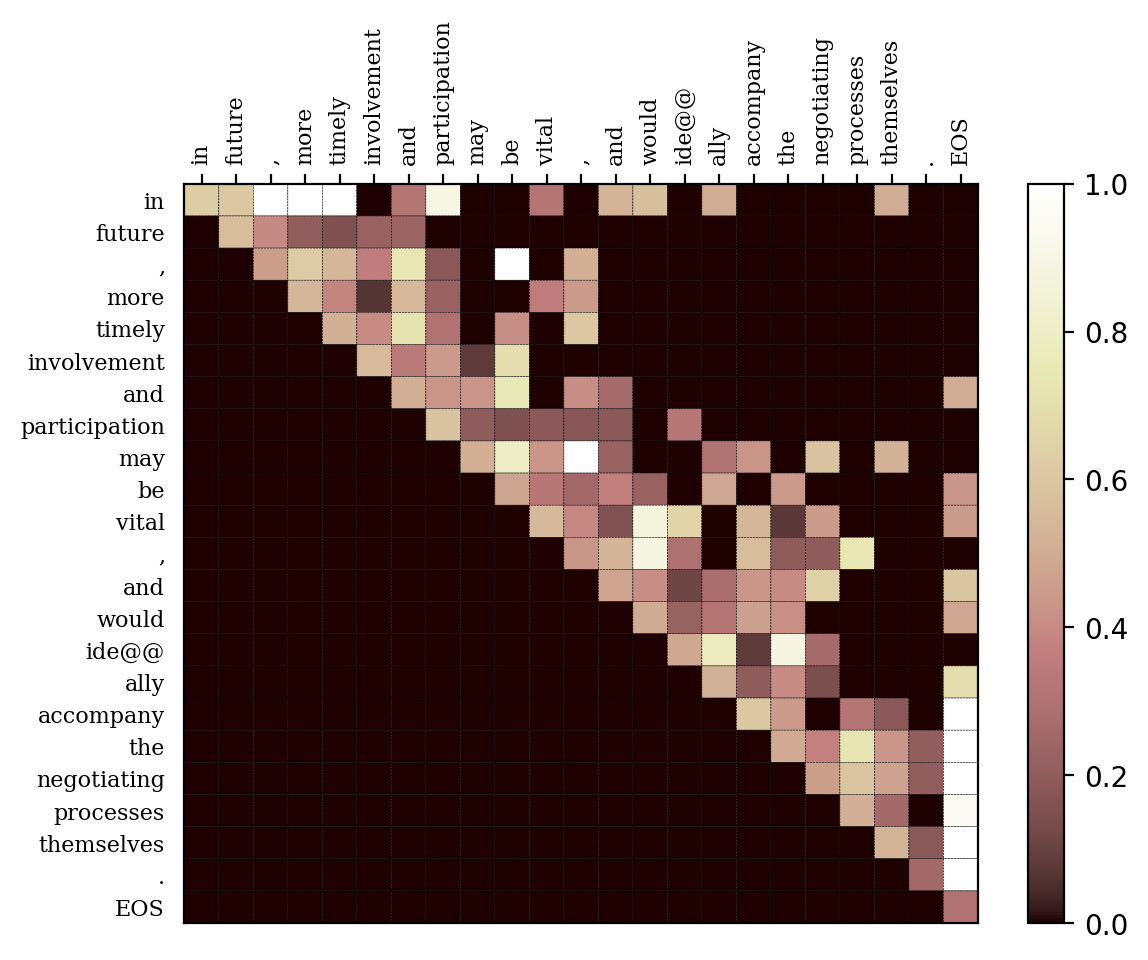 in
future
,
more
timely
involvement
and
participation
may
be
vital
,
and
would
ide@@
ally
accompany
the
negotiating
processes
themselves
.
EOS
in
future
,
more
timely
involvement
and
participation
may
be
vital
,
and
would
ide@@
ally
accompany
the
negotiating
processes
themselves
.
EOS
1.0
0.8
0.6
0.4
0.2
0.0